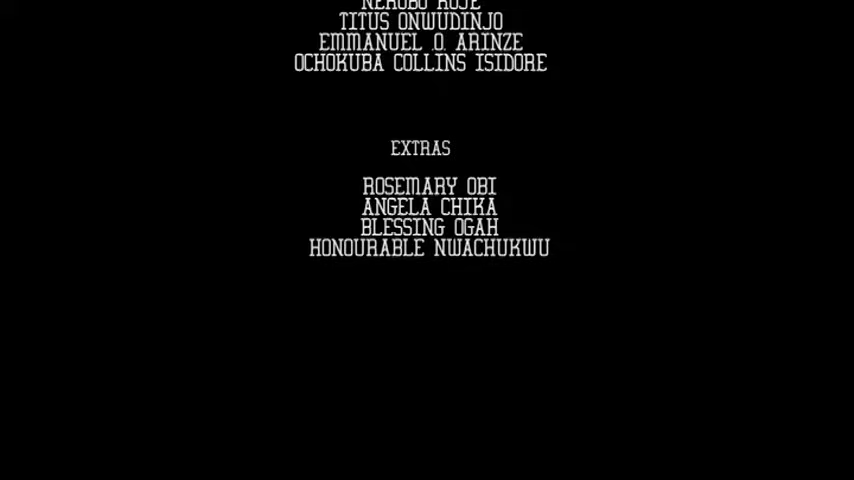 TITUS ONWUDINJO
EMMANUEL .O. ARINZE
OCHOKUBA COLLINS ISIDORE
EXTRAS
ROSEMARY OBI
ANGELA CHIKA
BLESSING OGAH
HONOURABLE NWACHUKWU